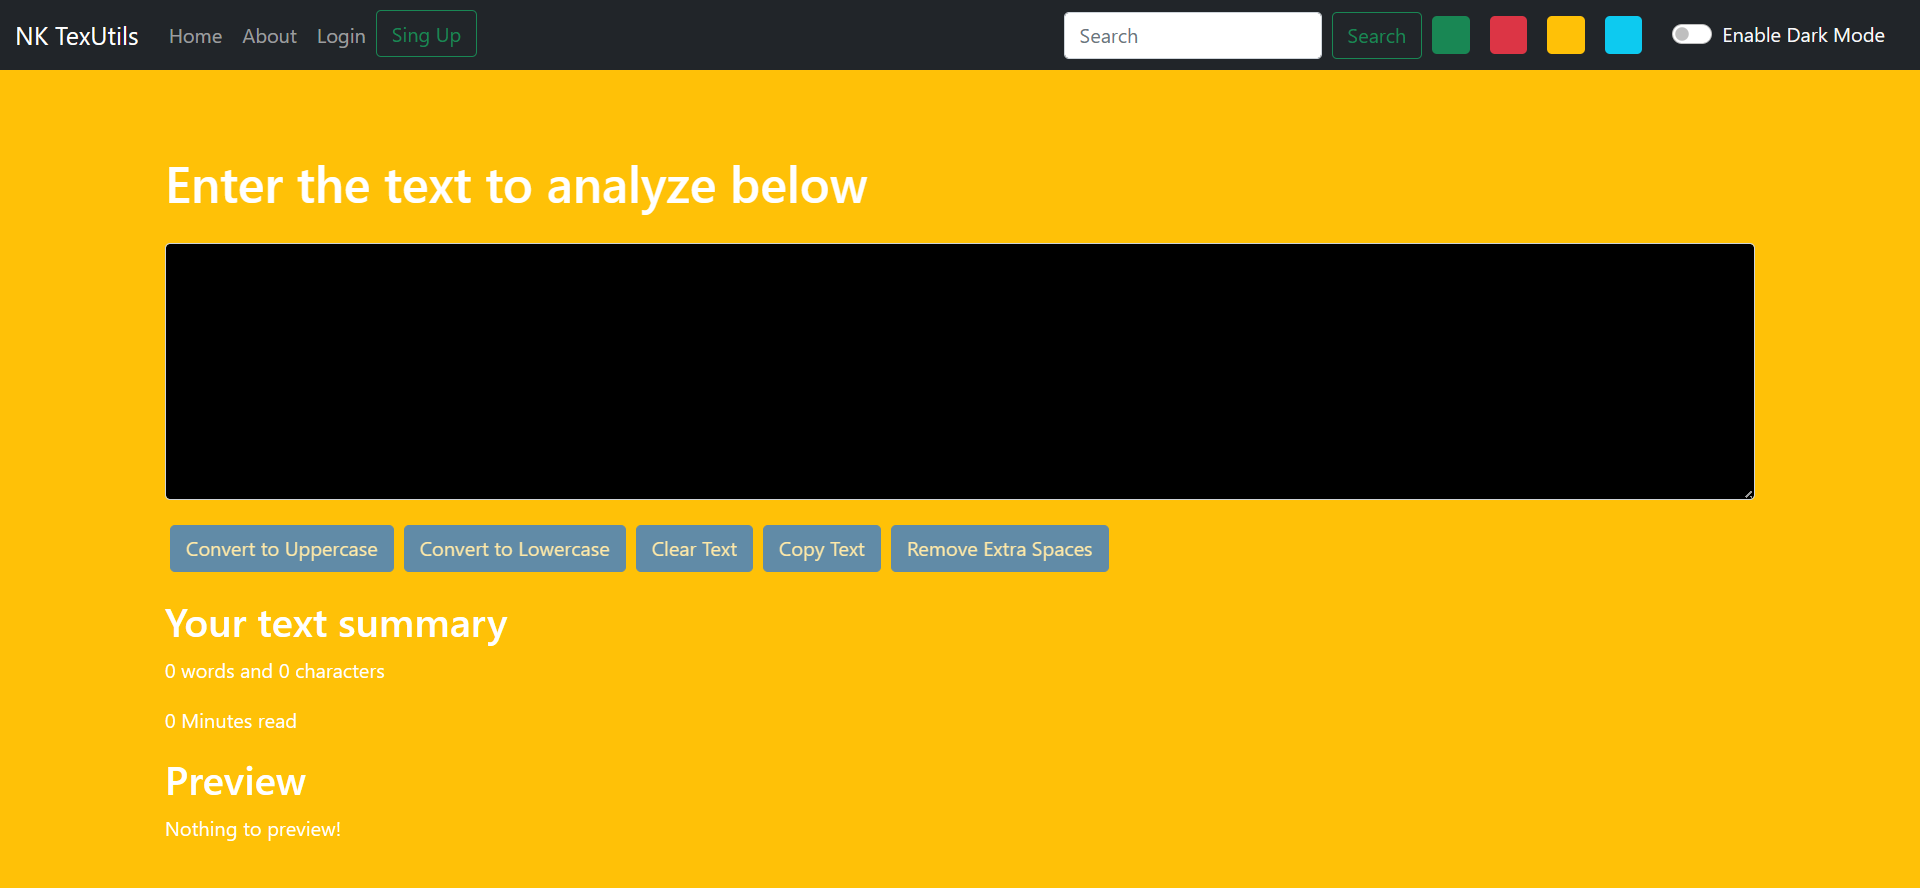 NK TexUtils Home About Login Sing Up Search Search Enable Dark Mode
Enter the text to analyze below
Convert to Uppercase Convert to Lowercase Clear Text Copy Text Remove Extra Spaces
Your text summary
0 words and 0 characters
0 Minutes read
Preview
Nothing to preview!